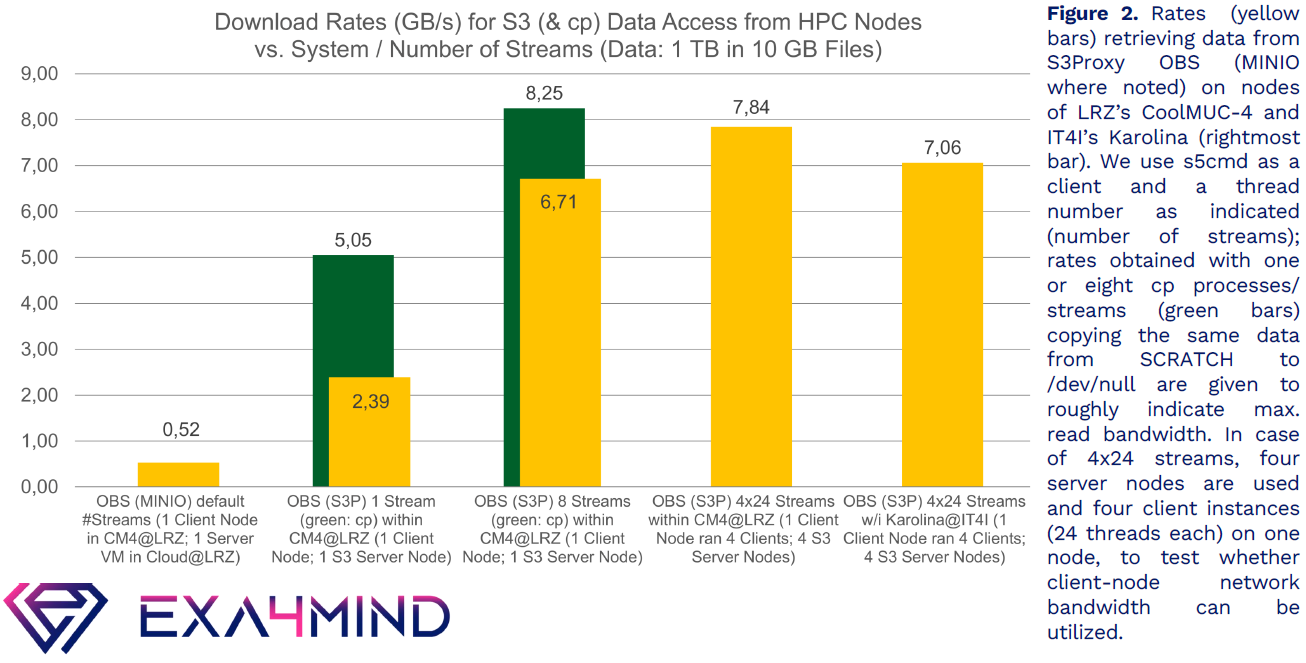 Download Rates (GB/s) for S3 (& cp) Data Access from HPC Nodes
vs. System / Number of Streams (Data: 1 TB in 10 GB Files)
9,00
8,00
7,00
6,00
5,00
4,00
3,00
2,00
1,00
0,00
0,52
5,05
2,39
8,25
6,71
7,84
7,06
OBS (MINIO) default
#Streams (1 Client Node
in CM4@LRZ; 1 Server
VM in Cloud@LRZ)
OBS (S3P) 1 Stream
(green: cp) within
CM4@LRZ (1 Client
Node; 1 S3 Server Node)
OBS (S3P) 8 Streams
(green: cp) within
CM4@LRZ (1 Client
Node; 1 S3 Server Node)
OBS (S3P) 4x24 Streams
within CM4@LRZ (1 Client
Node ran 4 Clients; 4 S3
Server Nodes)
OBS (S3P) 4x24 Streams
w/i Karolina@IT4I (1
Client Node ran 4 Clients;
4 S3 Server Nodes)
EXA4MIND
Figure 2. Rates (yellow
bars) retrieving data from
S3Proxy OBS (MINIO
where noted) on nodes
of LRZ's CoolMUC-4 and
IT4I's Karolina (rightmost
bar). We use s5cmd as a
client and a thread
number as indicated
(number of streams);
rates obtained with one
or eight cp processes/
streams (green bars)
copying the same data
from SCRATCH to
/dev/null are given to
roughly indicate max.
read bandwidth. In case
of 4x24 streams, four
server nodes are used
and four client instances
(24 threads each) on one
node, to test whether
client-node network
bandwidth can be
utilized.